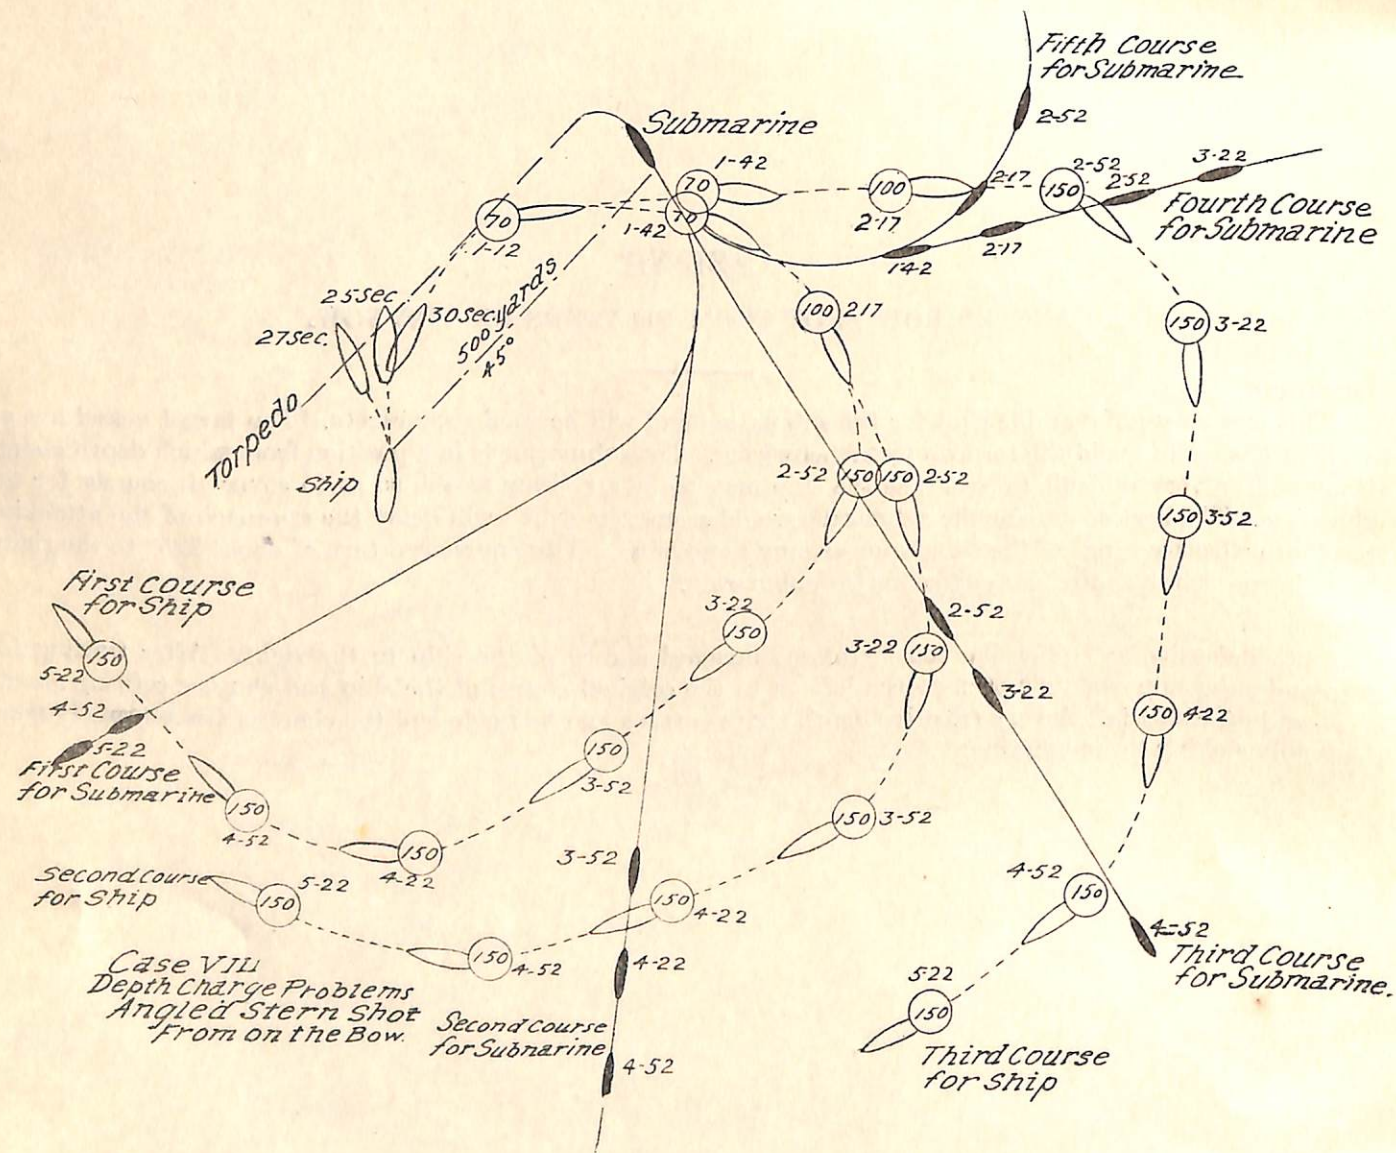 Fifth Course
for Submarine
2-52
Submarine
1-42
70
100
2-17
2-17
2-52
150
2-52
3-22
Fourth Course
for Submarine
70
1-12
70
1-42
1-42
2-17
25 sec
30 sec.
27 sec.
500 yards
45°
100
217
150
3-22
Torpedo
Ship
2-52
150
150
2-52
150
3-52.
First Course
for Ship
150
5-22
3-22
150
2-52
3-22
150
3-22
4-52
5-22
First Course
for Submarine
150
3-52
150
4-22
150
4-52
150
4-22
150
3-52
3-52
Second Course
for Ship
5-22
150
150
4-22
4-52
150
150
4-52
4-22
4=52
Third Course
for Submarine.
Case VIII
Depth Charge Problems
Angled Stern Shot
From on the Bow.
Second Course
for Subnarine
4-52
5-22
150
Third Course
for Ship